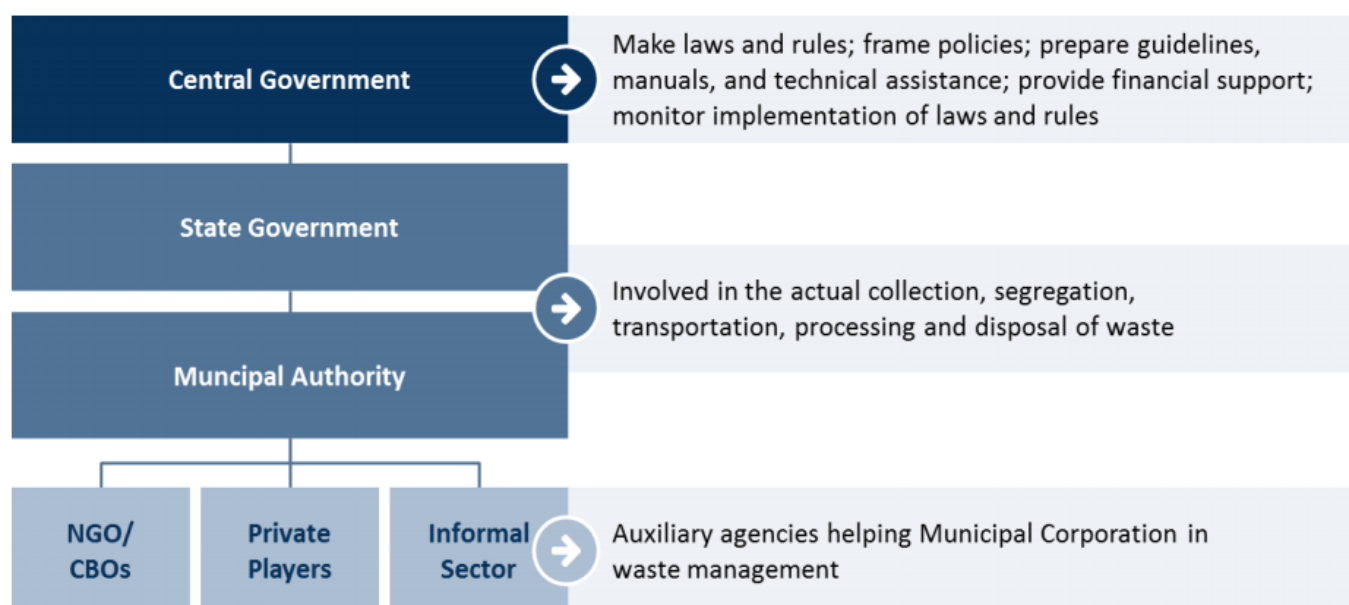 Central Government
Make laws and rules; frame policies; prepare guidelines,
manuals, and technical assistance; provide financial support;
monitor implementation of laws and rules
State Government
Involved in the actual collection, segregation,
transportation, processing and disposal of waste
Muncipal Authority
NGO/
CBOs
Private
Players
Informal
Sector
Auxiliary agencies helping Municipal Corporation in
waste management